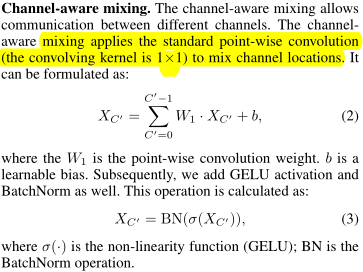 Channel-aware mixing. The channel-aware mixing allows
communication between different channels. The channel-
aware mixing applies the standard point-wise convolution
(the convolving kernel is 1×1) to mix channel locations. It
can be formulated as:
X_{C'} = \sum_{C'=0}^{C'-1} W_1 · X_{C'} + b, (2)
where the W_1 is the point-wise convolution weight. b is a
learnable bias. Subsequently, we add GELU activation and
BatchNorm as well. This operation is calculated as:
X_{C'} = BN(σ(X_{C'})), (3)
where σ(·) is the non-linearity function (GELU); BN is the
BatchNorm operation.